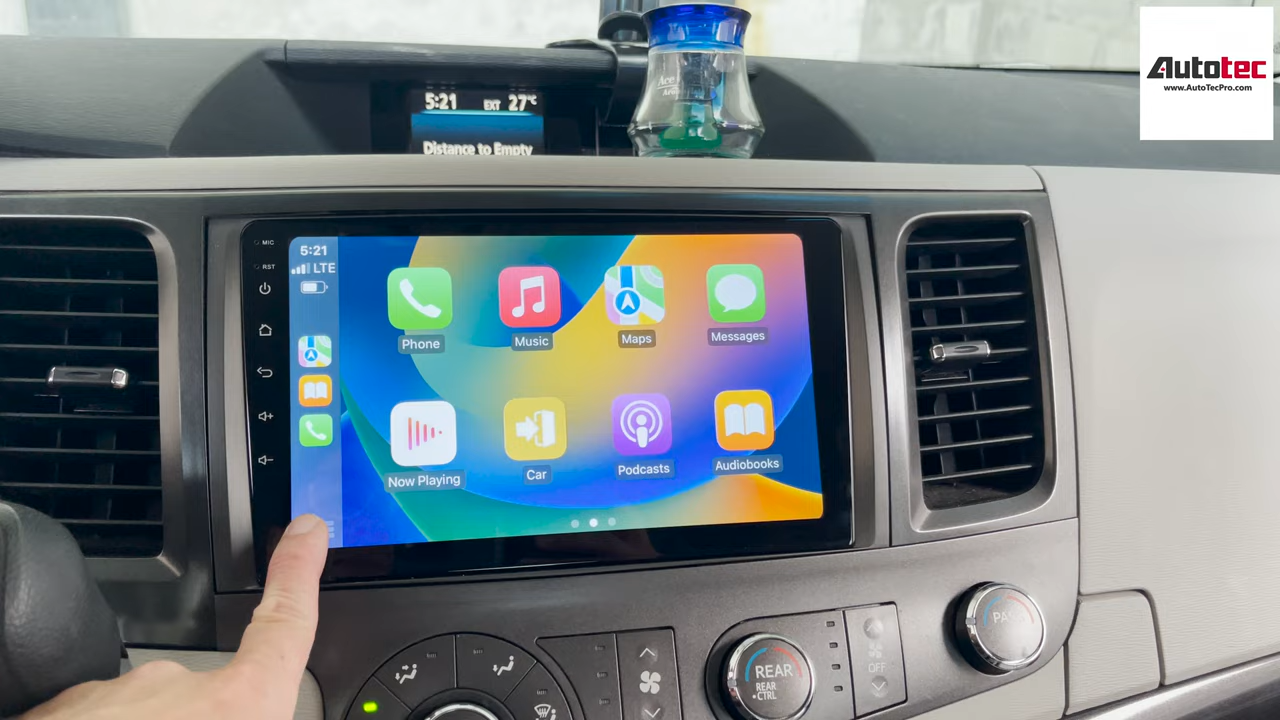 Autotec
www.AutoTecPro.com
5:21 EXT 27°C
Distance to Empty
MIC
RST
5:21
LTE
Phone
Music
Maps
Messages
Now Playing
Car
Podcasts
Audiobooks
REAR
REAR
•CTRL
OFF